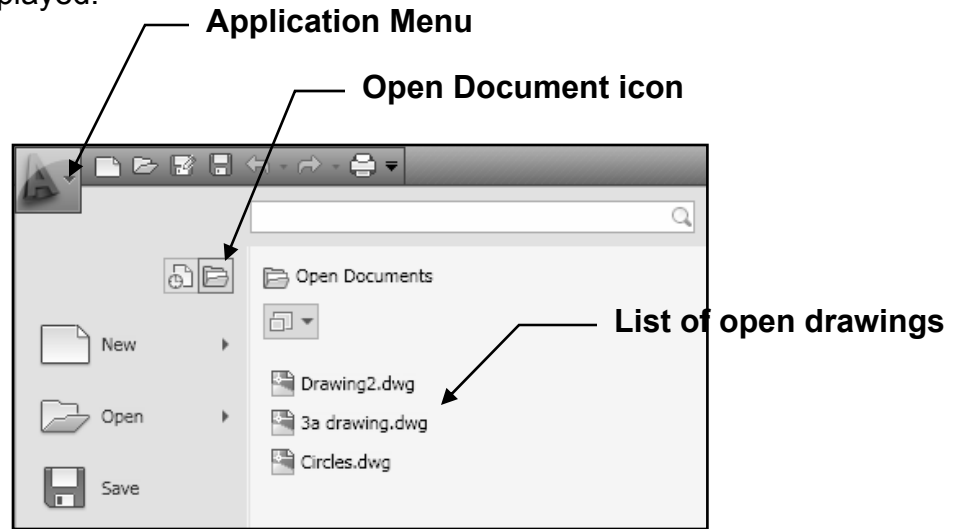 played.
Application Menu
Open Document icon
A
Open Documents
List of open drawings
New
Drawing2.dwg
Open
3a drawing.dwg
Circles.dwg
Save